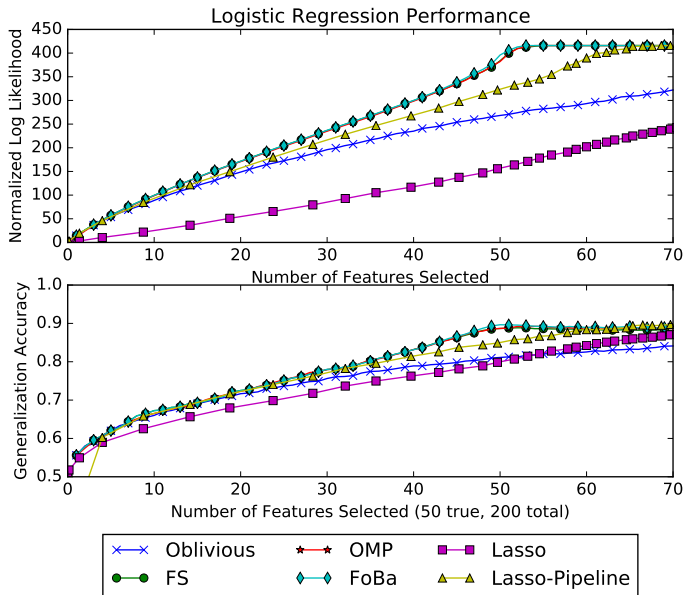 Logistic Regression Performance
Normalized Log Likelihood
450
400
350
300
250
200
150
100
50
0
0 10 20 30 40 50 60 70
Number of Features Selected
Generalization Accuracy
1.0
0.9
0.8
0.7
0.6
0.5
0 10 20 30 40 50 60 70
Number of Features Selected (50 true, 200 total)
Oblivious OMP Lasso
FS FoBa Lasso-Pipeline